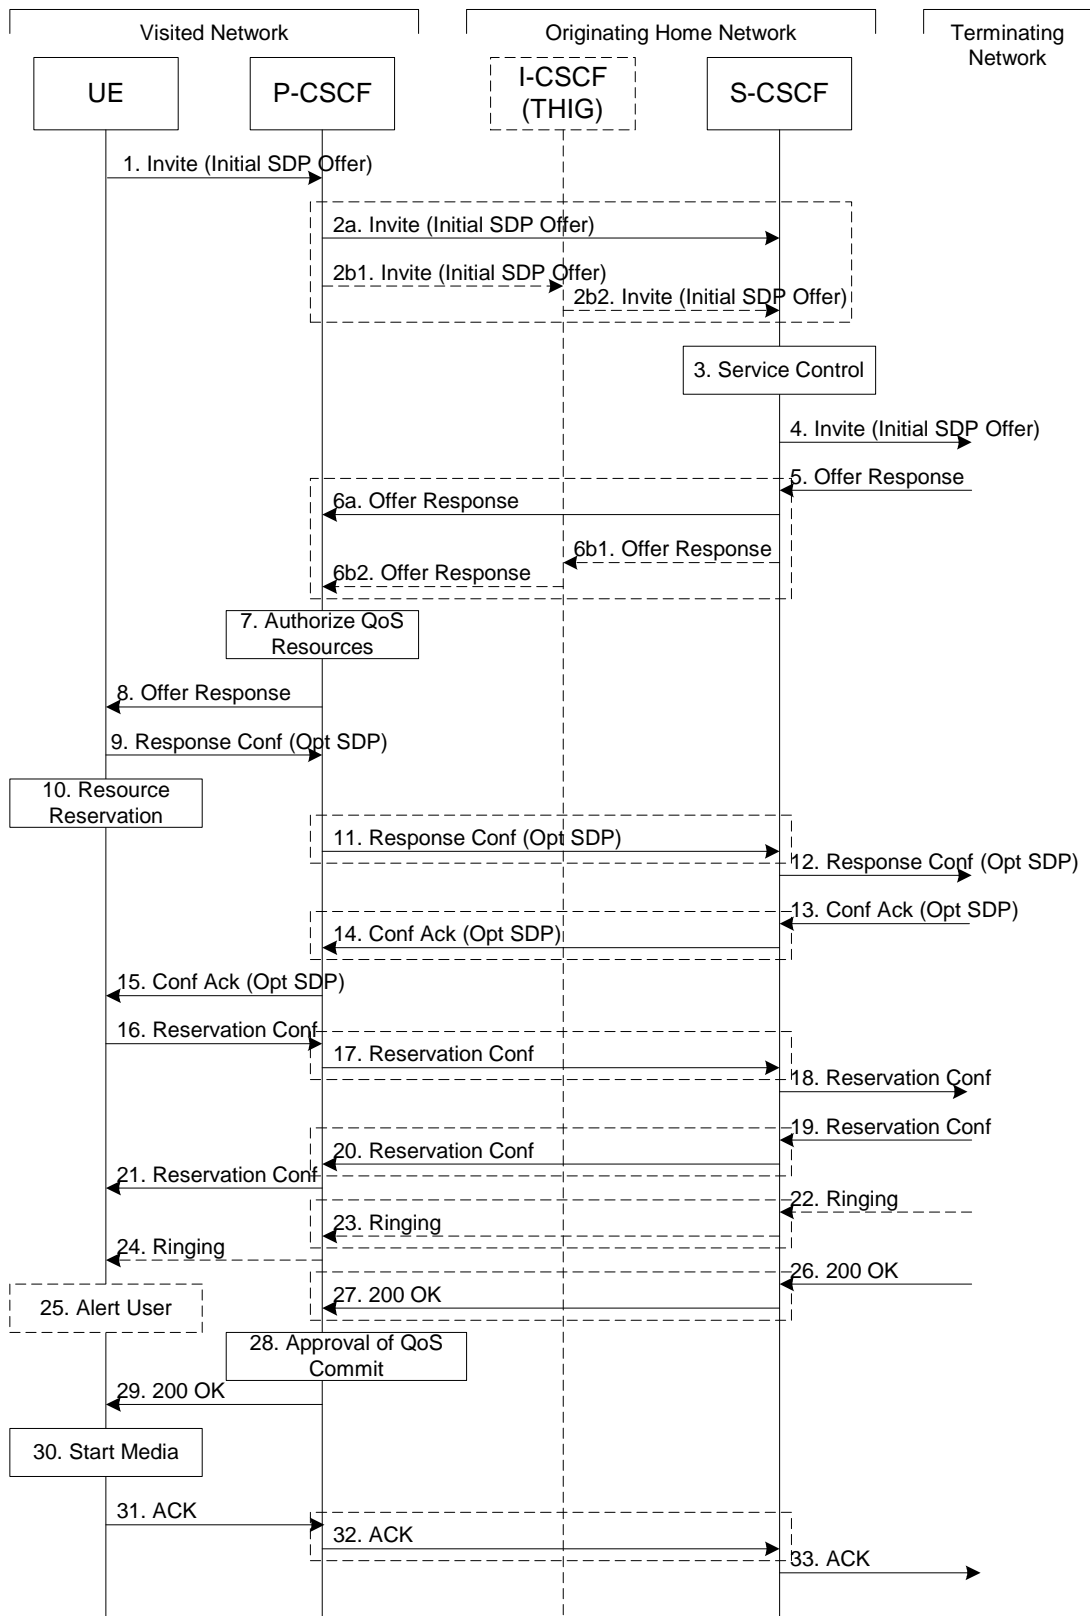 Visited Network
Originating Home Network
Terminating
Network
UE
P-CSCF
I-CSCF
(THIG)
S-CSCF
1. Invite (Initial SDP Offer)
2a. Invite (Initial SDP Offer)
2b1. Invite (Initial SDP Offer)
2b2. Invite (Initial SDP Offer)
3. Service Control
4. Invite (Initial SDP Offer)
5. Offer Response
6a. Offer Response
6b1. Offer Response
6b2. Offer Response
7. Authorize QoS
Resources
8. Offer Response
9. Response Conf (Opt SDP)
10. Resource
Reservation
11. Response Conf (Opt SDP)
12. Response Conf (Opt SDP)
13. Conf Ack (Opt SDP)
14. Conf Ack (Opt SDP)
15. Conf Ack (Opt SDP)
16. Reservation Conf
17. Reservation Conf
18. Reservation Conf
19. Reservation Conf
20. Reservation Conf
21. Reservation Conf
22. Ringing
23. Ringing
24. Ringing
25. Alert User
26. 200 OK
27. 200 OK
28. Approval of QoS
Commit
29. 200 OK
30. Start Media
31. ACK
32. ACK
33. ACK